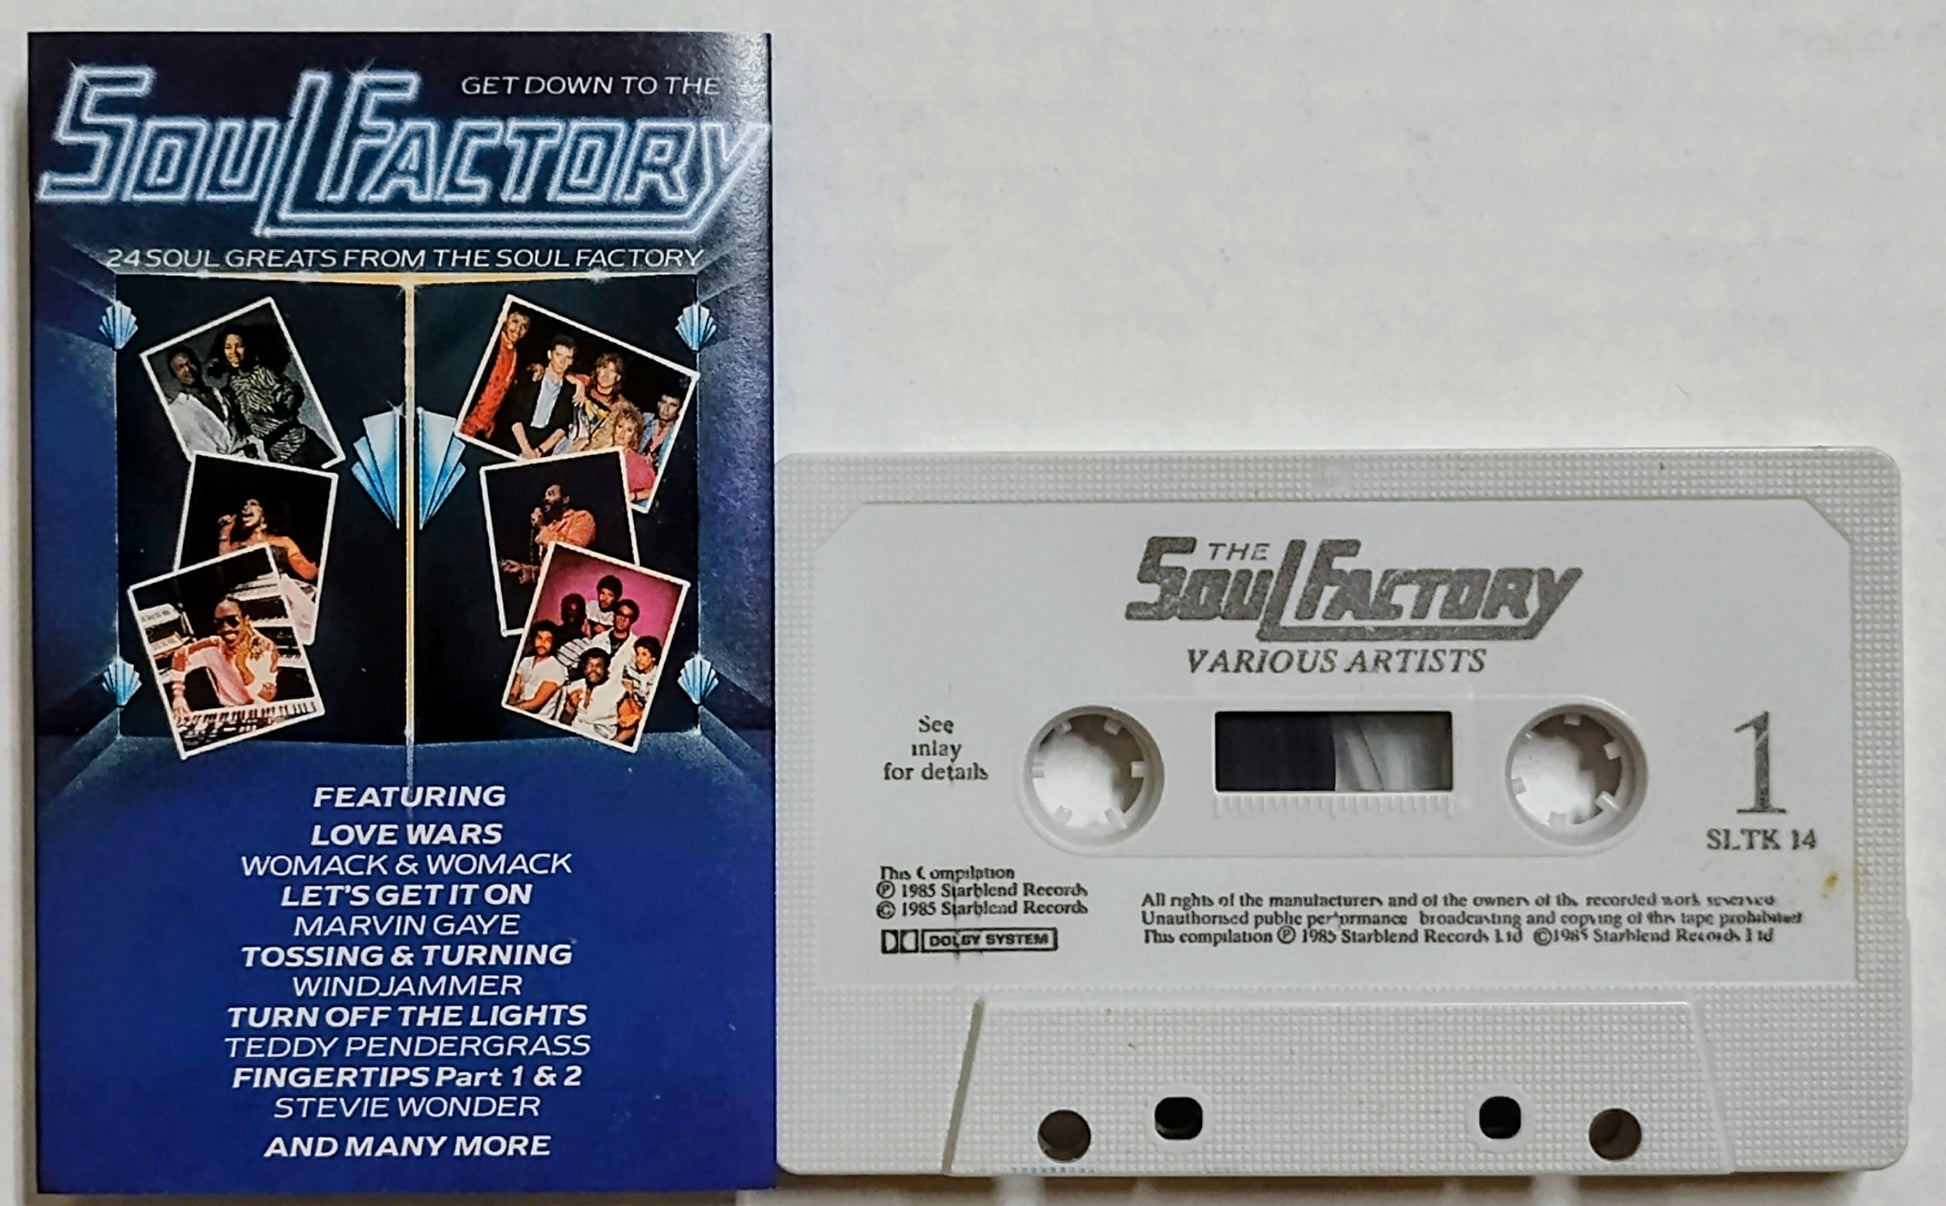 GET DOWN TO THE
SOUL FACTORY
24 SOUL GREATS FROM THE SOUL FACTORY
FEATURING
LOVE WARS
WOMACK & WOMACK
LET'S GET IT ON
MARVIN GAYE
TOSSING & TURNING
WINDJAMMER
TURN OFF THE LIGHTS
TEDDY PENDERGRASS
FINGERTIPS Part 1 & 2
STEVIE WONDER
AND MANY MORE
THE
SOUL FACTORY
VARIOUS ARTISTS
See
inlay
for details
1
SLTK 14
This Compilation
℗ 1985 Starblend Records
© 1985 Starblend Records
DOLBY SYSTEM
All rights of the manufacturers and of the owners of the recorded work reserved
Unauthorised public performance broadcasting and copying of this tape prohibited
This compilation ℗ 1985 Starblend Records Ltd ©1985 Starblend Records Ltd